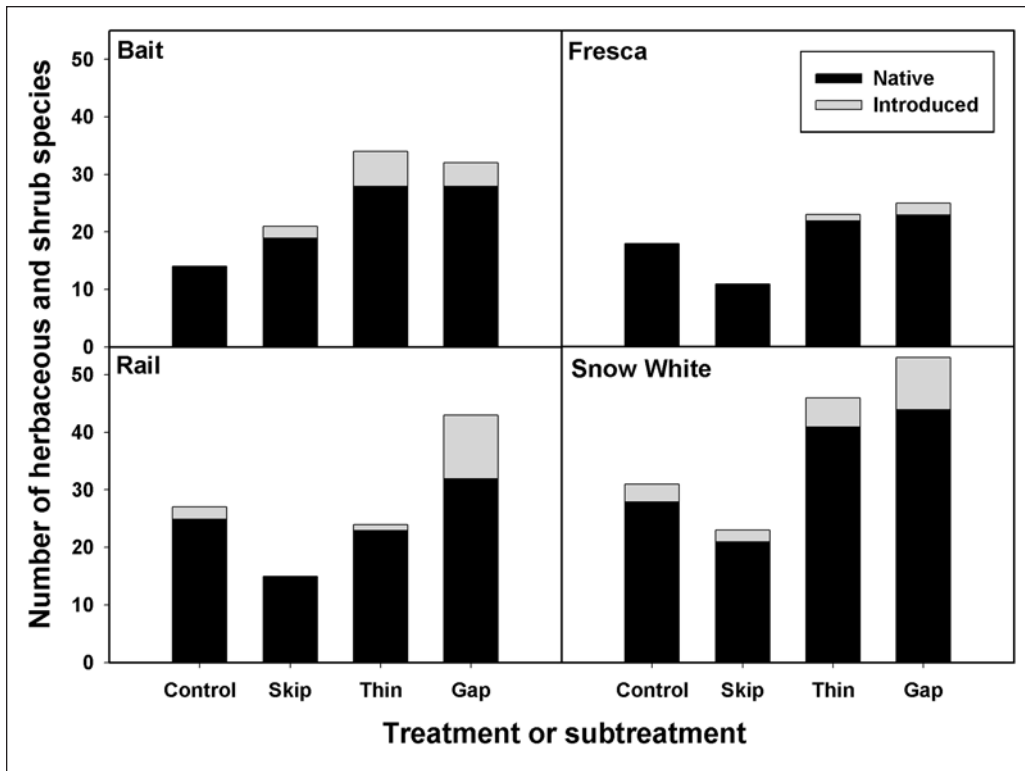 Number of herbaceous and shrub species
Bait
50
40
30
20
10
0
Fresca
Native
Introduced
Rail
50
40
30
20
10
0
Snow White
Control Skip Thin Gap
Control Skip Thin Gap
Treatment or subtreatment